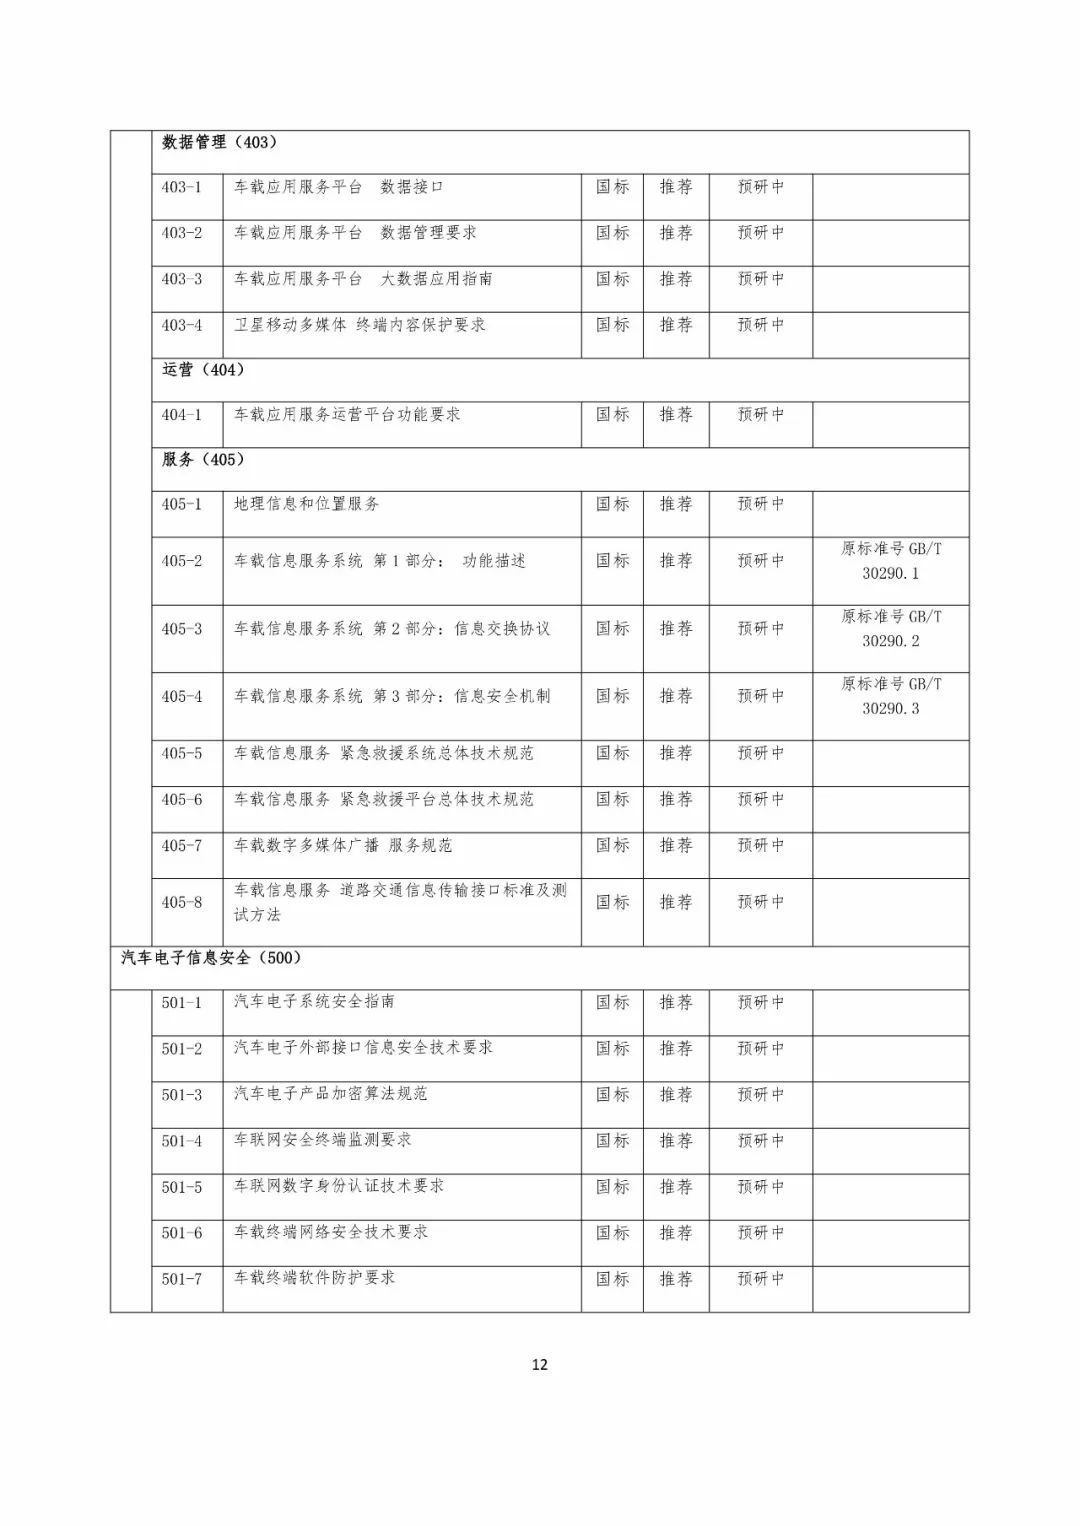 数据管理（403）
403-1 车载应用服务平台 数据接口 国标 推荐 预研中
403-2 车载应用服务平台 数据管理要求 国标 推荐 预研中
403-3 车载应用服务平台 大数据应用指南 国标 推荐 预研中
403-4 卫星移动多媒体 终端内容保护要求 国标 推荐 预研中
运营（404）
404-1 车载应用服务运营平台功能要求 国标 推荐 预研中
服务（405）
405-1 地理信息和位置服务 国标 推荐 预研中
405-2 车载信息服务系统 第1部分： 功能描述 国标 推荐 预研中 原标准号 GB/T
30290.1
405-3 车载信息服务系统 第2部分：信息交换协议 国标 推荐 预研中 原标准号 GB/T
30290.2
405-4 车载信息服务系统 第3部分：信息安全机制 国标 推荐 预研中 原标准号 GB/T
30290.3
405-5 车载信息服务 紧急救援系统总体技术规范 国标 推荐 预研中
405-6 车载信息服务 紧急救援平台总体技术规范 国标 推荐 预研中
405-7 车载数字多媒体广播 服务规范 国标 推荐 预研中
405-8 车载信息服务 道路交通信息传输接口标准及测 国标 推荐 预研中
试方法
汽车电子信息安全（500）
501-1 汽车电子系统安全指南 国标 推荐 预研中
501-2 汽车电子外部接口信息安全技术要求 国标 推荐 预研中
501-3 汽车电子产品加密算法规范 国标 推荐 预研中
501-4 车联网安全终端监测要求 国标 推荐 预研中
501-5 车联网数字身份认证技术要求 国标 推荐 预研中
501-6 车载终端网络安全技术要求 国标 推荐 预研中
501-7 车载终端软件防护要求 国标 推荐 预研中
12